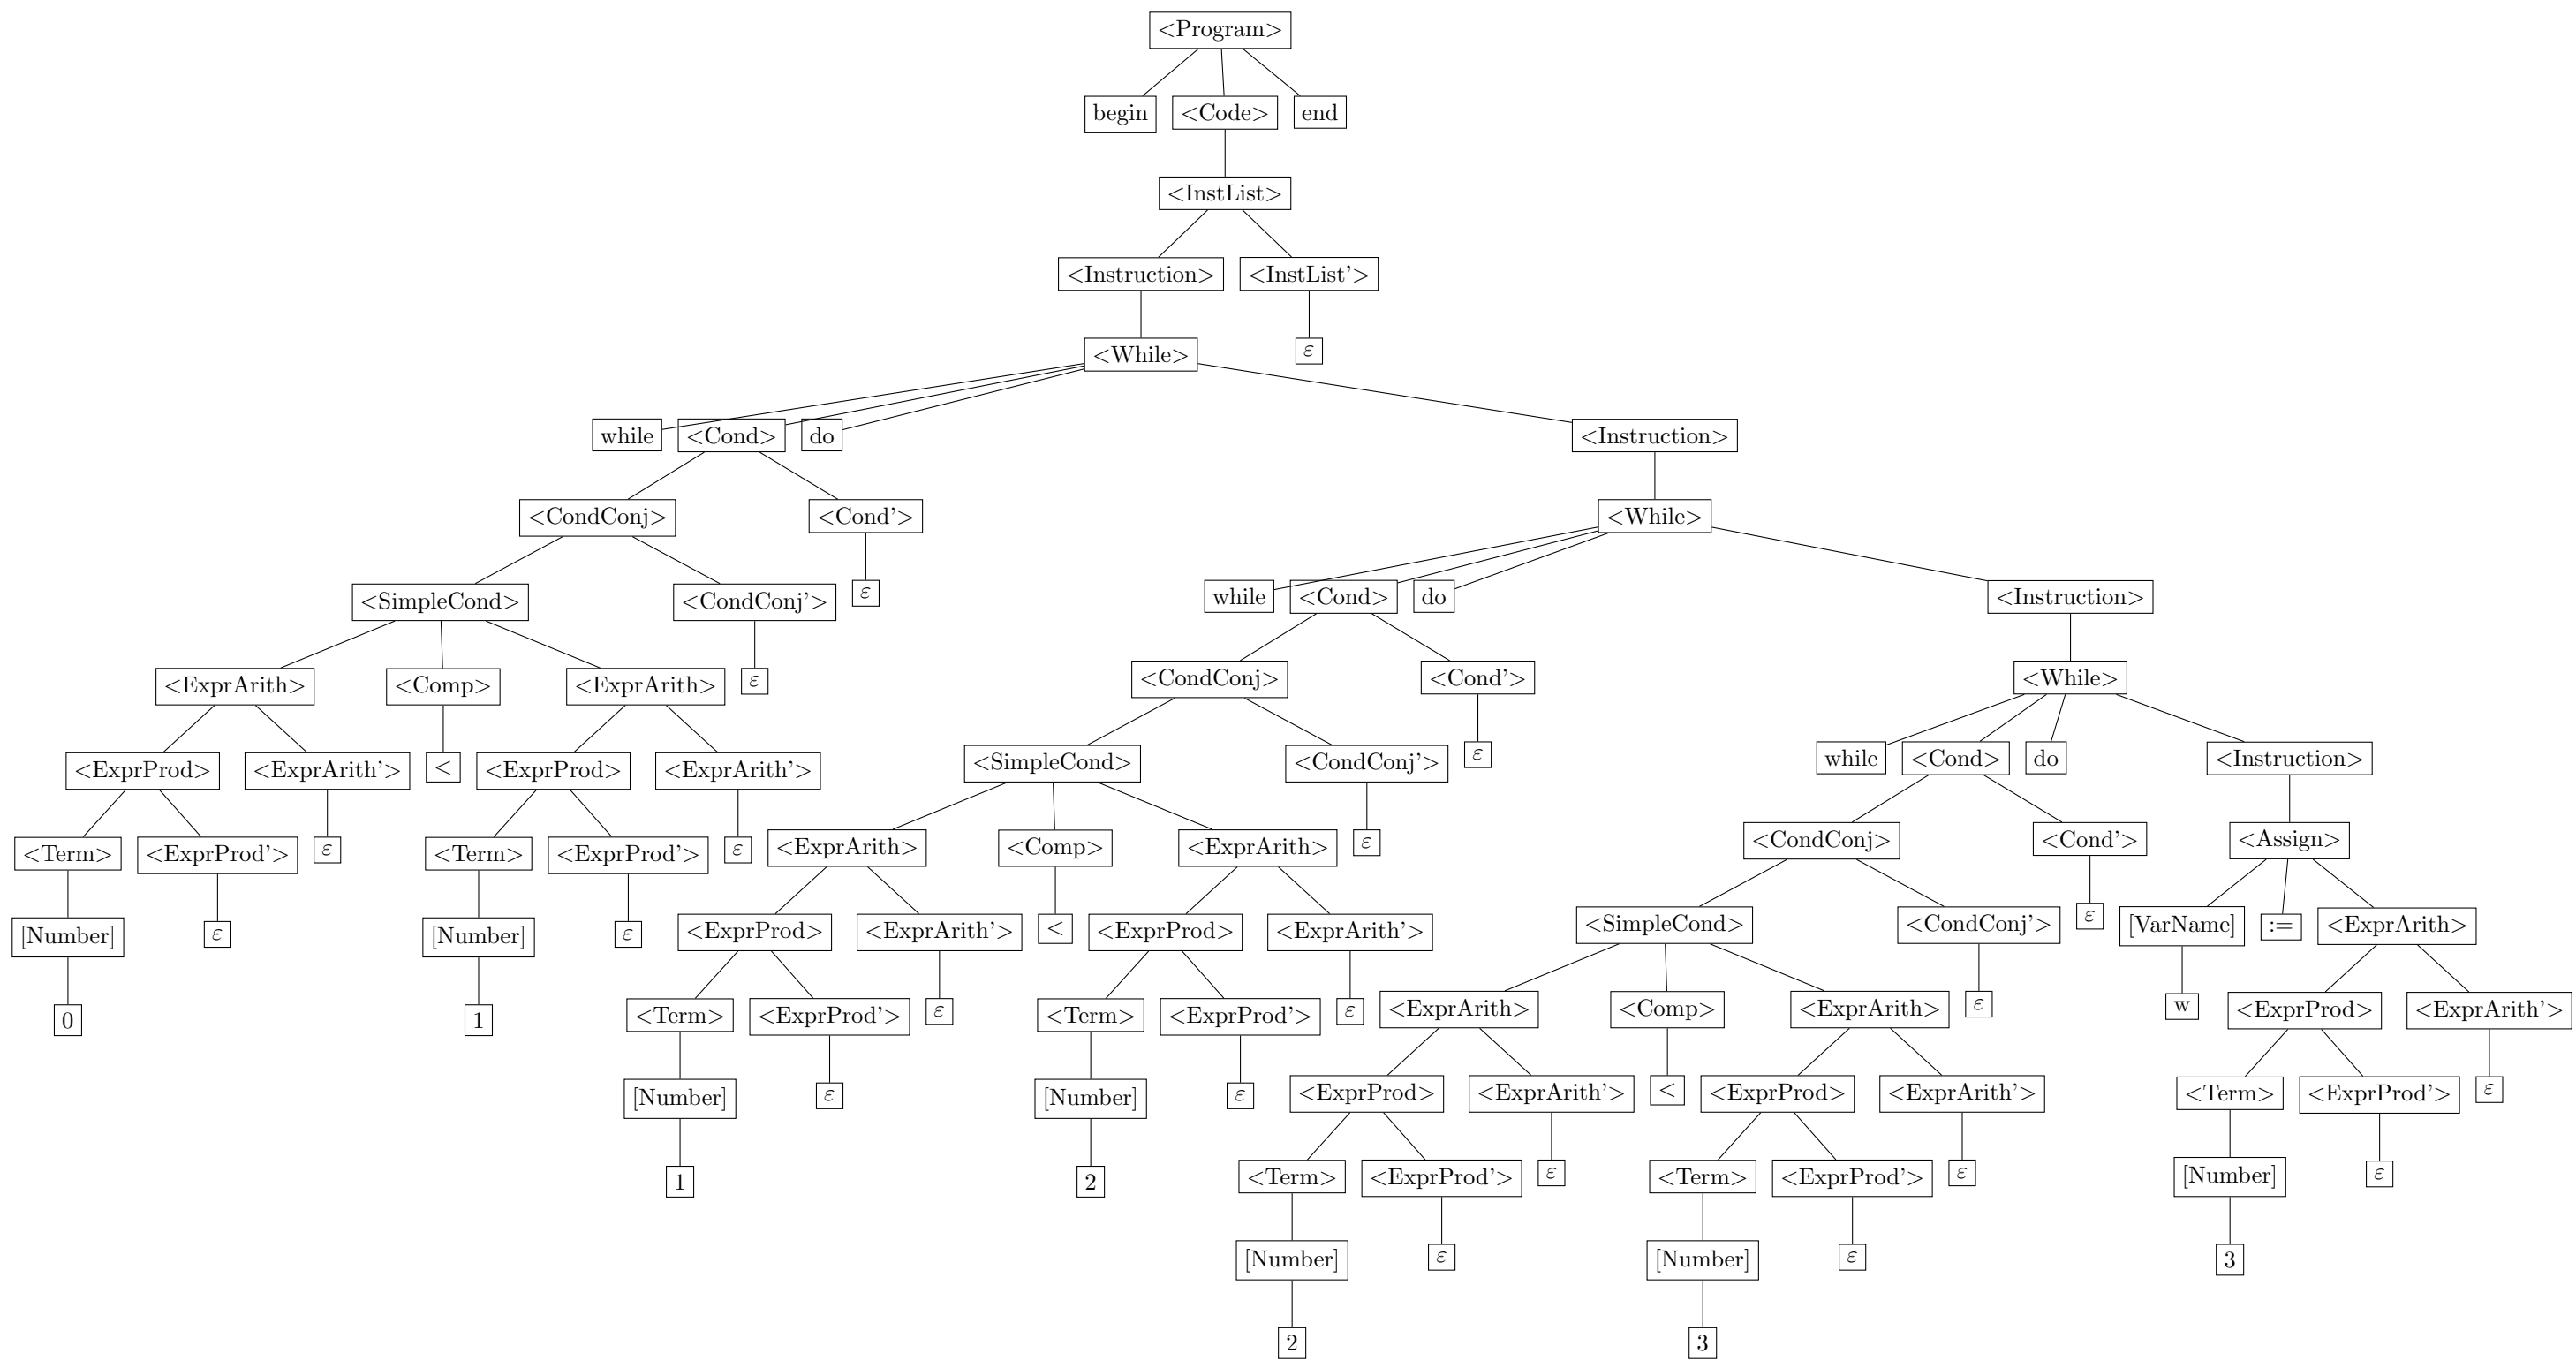 <Program>
begin <Code> end
<InstList>
<Instruction> <InstList'>
<While> ε
while <Cond> do <Instruction>
<CondConj> <Cond'> <While>
<SimpleCond> <CondConj'> ε while <Cond> do <Instruction>
<ExprArith> <Comp> <ExprArith> ε <CondConj> <Cond'> <While>
<ExprProd> <ExprArith'> < <ExprProd> <ExprArith'> <SimpleCond> <CondConj'> ε while <Cond> do <Instruction>
<Term> <ExprProd'> ε <Term> <ExprProd'> ε <ExprArith> <Comp> <ExprArith> ε <CondConj> <Cond'> <Assign>
[Number] ε [Number] ε <ExprProd> <ExprArith'> < <ExprProd> <ExprArith'> <SimpleCond> <CondConj'> ε [VarName] := <ExprArith>
0 1 <Term> <ExprProd'> ε <Term> <ExprProd'> ε <ExprArith> <Comp> <ExprArith> ε w <ExprProd> <ExprArith'>
[Number] ε [Number] ε <ExprProd> <ExprArith'> < <ExprProd> <ExprArith'> <Term> <ExprProd'> ε
1 2 <Term> <ExprProd'> ε <Term> <ExprProd'> ε [Number] ε
[Number] ε [Number] ε 3
2 3